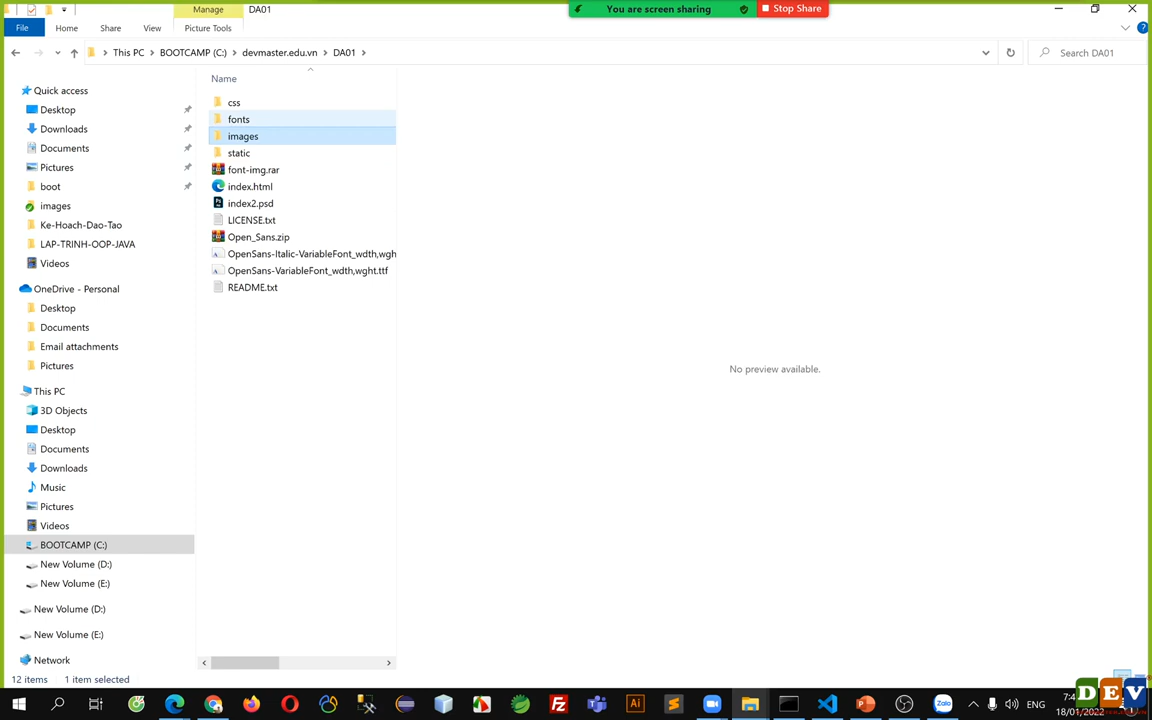 Manage
DA01
You are screen sharing
Stop Share
File
Home
Share
View
Picture Tools
This PC
BOOTCAMP (C:)
devmaster.edu.vn
DA01
Search DA01
Name
Quick access
Desktop
Downloads
Documents
Pictures
boot
images
Ke-Hoach-Dao-Tao
LAP-TRINH-OOP-JAVA
Videos
OneDrive - Personal
Desktop
Documents
Email attachments
Pictures
This PC
3D Objects
Desktop
Documents
Downloads
Music
Pictures
Videos
BOOTCAMP (C:)
New Volume (D:)
New Volume (E:)
New Volume (D:)
New Volume (E:)
Network
css
fonts
images
static
font-img.rar
index.html
index2.psd
LICENSE.txt
Open_Sans.zip
OpenSans-Italic-VariableFont_wdth,wgh
OpenSans-VariableFont_wdth,wght.ttf
README.txt
No preview available.
12 items
1 item selected
ENG
18/01/2022
DEV